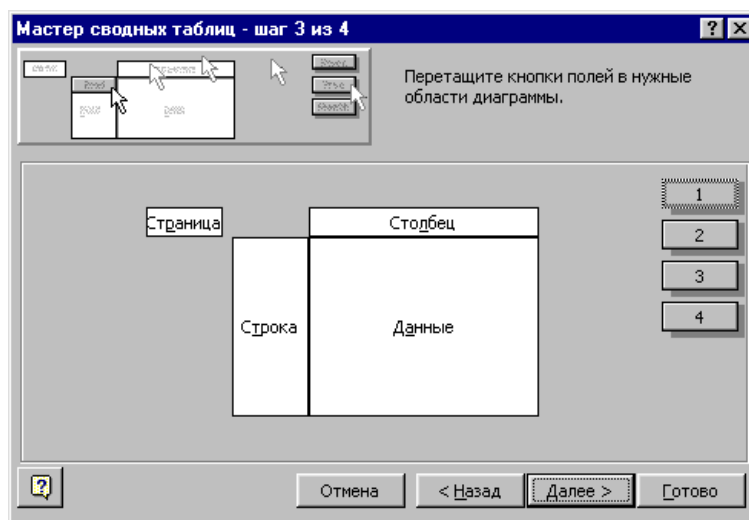 Мастер сводных таблиц - шаг 3 из 4
Перетащите кнопки полей в нужные
области диаграммы.
Страница
Столбец
Строка
Данные
1
2
3
4
Отмена
< Назад
Далее >
Готово